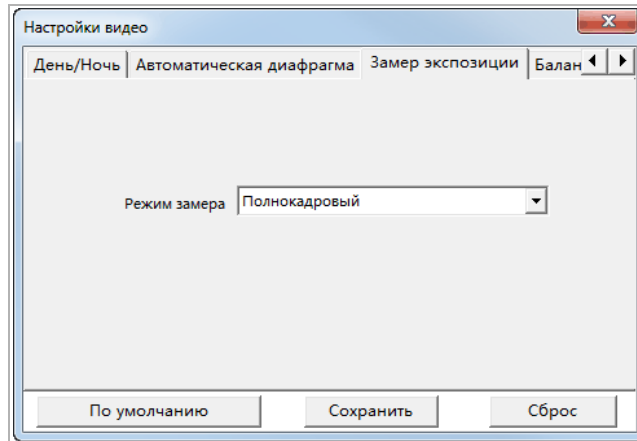 Настройки видео
День/Ночь Автоматическая диафрагма Замер экспозиции Балан
Режим замера Полнокадровый
По умолчанию Сохранить Сброс